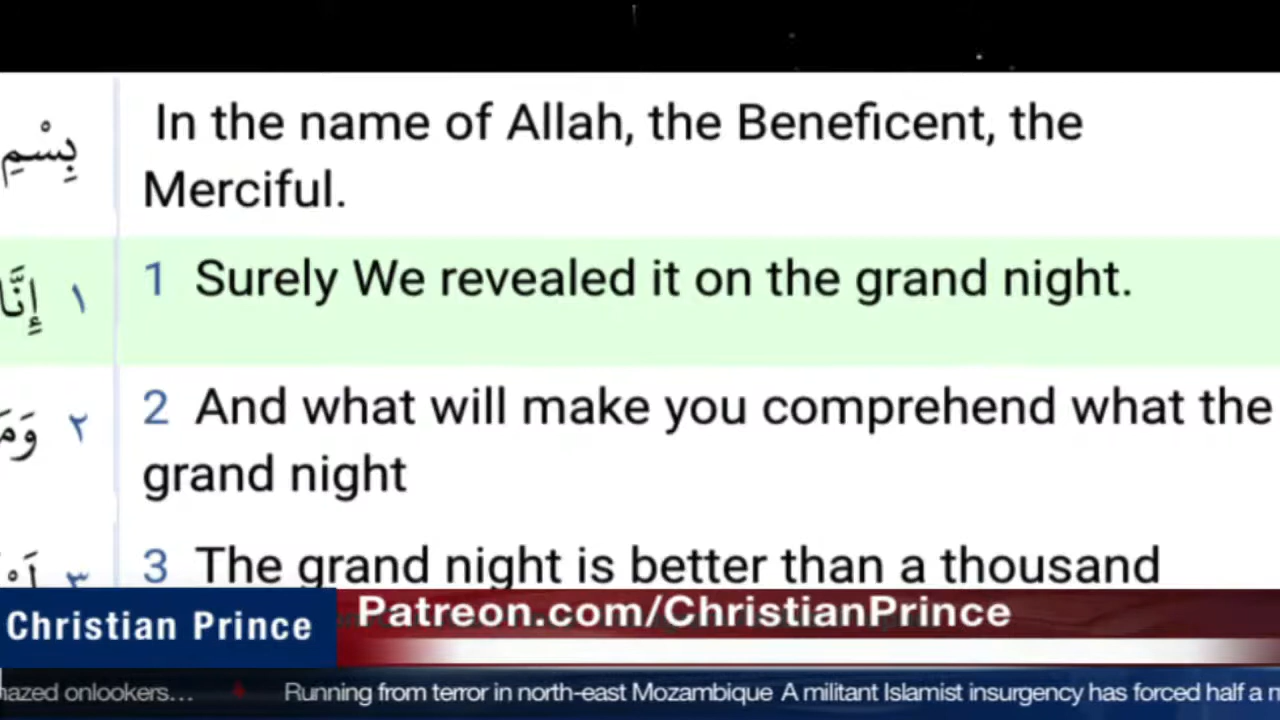 بِسْمِ
In the name of Allah, the Beneficent, the
Merciful.
١ إِنَّا
1 Surely We revealed it on the grand night.
٢
2 And what will make you comprehend what the
grand night
٣
3 The grand night is better than a thousand
Christian Prince
Patreon.com/ChristianPrince
onlookers... Running from terror in north-east Mozambique A militant Islamist insurgency has forced half a